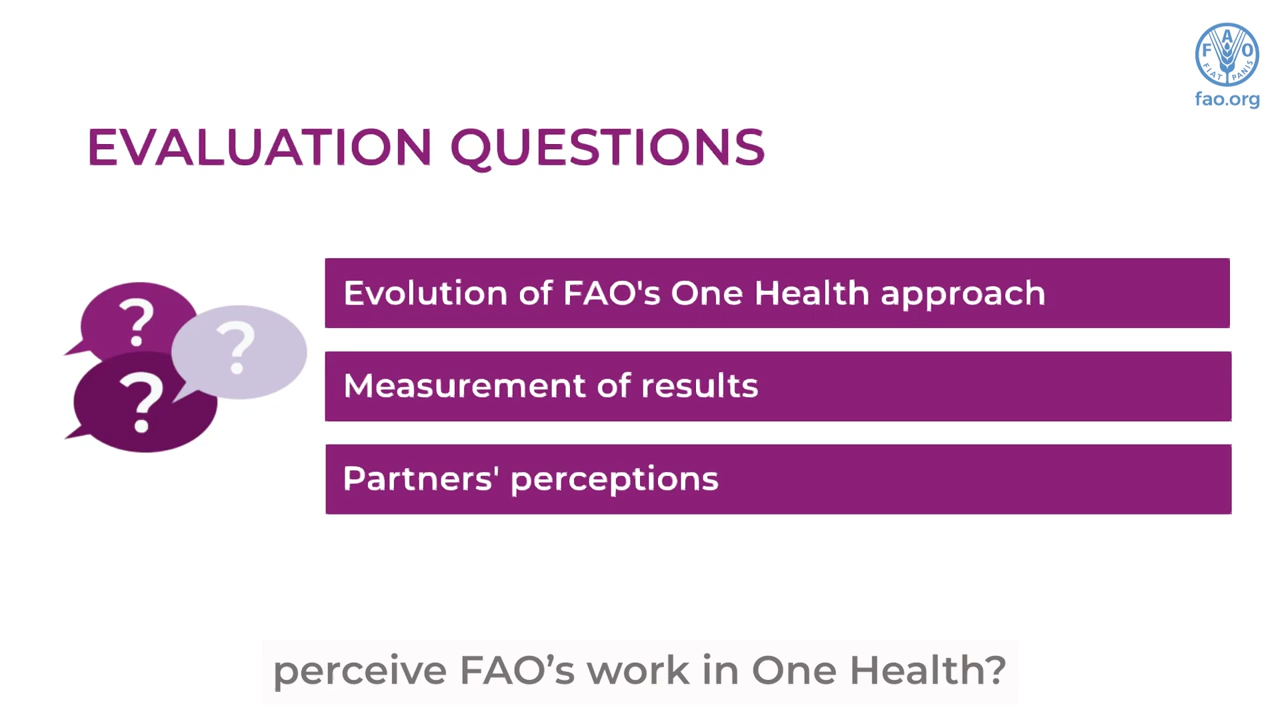 F A O
FIAT PANIS
fao.org
EVALUATION QUESTIONS
? ? ?
Evolution of FAO's One Health approach
Measurement of results
Partners' perceptions
perceive FAO’s work in One Health?